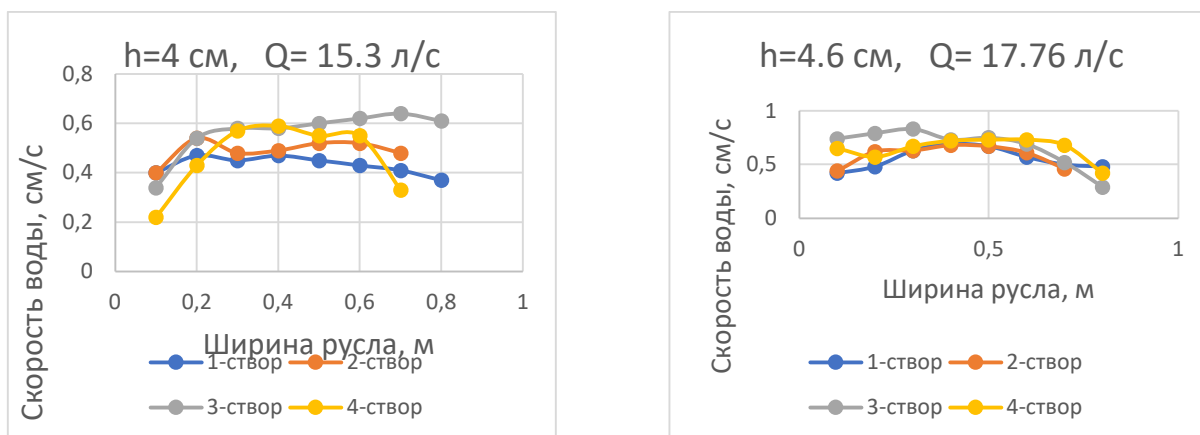 h=4 см, Q= 15.3 л/с
Скорость воды, см/с
0,8
0,6
0,4
0,2
0
0 0,2 0,4 0,6 0,8 1
Ширина русла, м
1-створ 2-створ
3-створ 4-створ
h=4.6 см, Q= 17.76 л/с
Скорость воды, см/с
1
0,5
0
0 0,5 1
Ширина русла, м
1-створ 2-створ
3-створ 4-створ